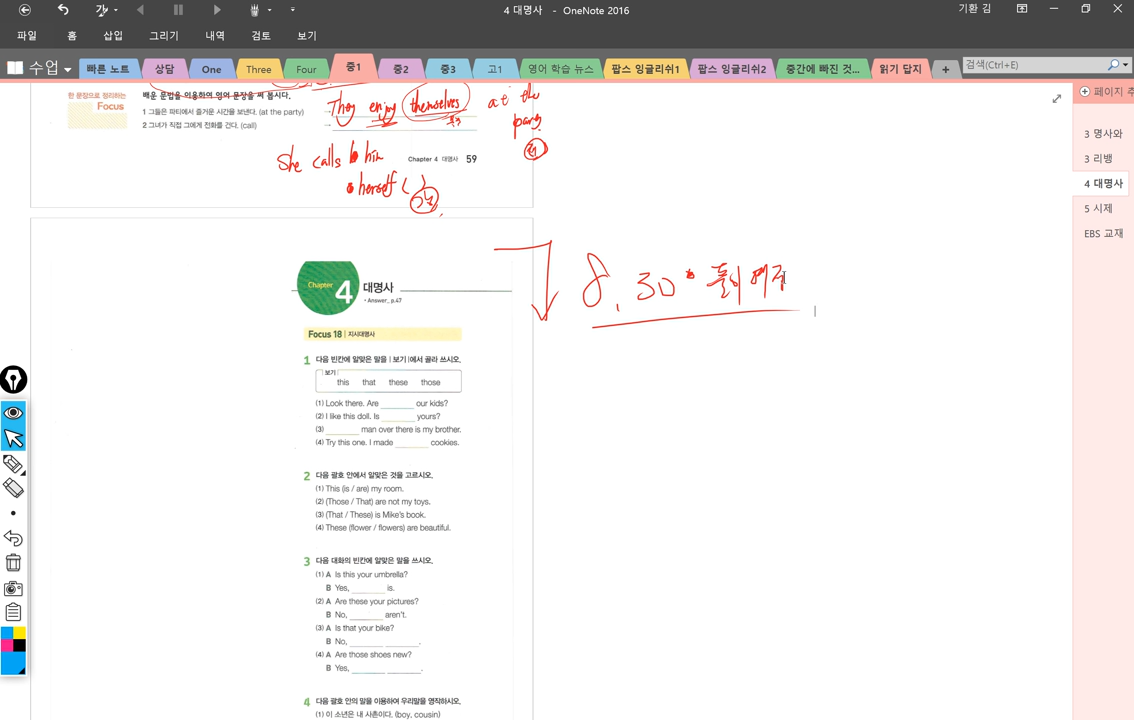 4 대명사 - OneNote 2016
기환 김
파일 홈 삽입 그리기 내역 검토 보기
수업 빠른 노트 상담 One Three Four 중1 중2 중3 고1 영어 학습 뉴스 팝스 잉글리쉬1 팝스 잉글리쉬2 중간에 빠진 것... 읽기 답지 + 검색(Ctrl+E)
페이지 추
3 명사와
3 리뱅
4 대명사
5 시제
EBS 교재
한 문장으로 정리하는
Focus
배운 문법을 이용하여 영어 문장을 써 봅시다.
1 그들은 파티에서 즐거운 시간을 보낸다. (at the party)
2 그녀가 직접 그에게 전화를 건다. (call)
They enjoy themselves at the
She calls him
herself ( )
Chapter 4 대명사 59
8. 30
Chapter 4 대명사
• Answer_ p.47
Focus 18 | 지시대명사
1 다음 빈칸에 알맞은 말을 |보기|에서 골라 쓰시오.
보기
this that these those
(1) Look there. Are ______ our kids?
(2) I like this doll. Is ______ yours?
(3) ______ man over there is my brother.
(4) Try this one. I made ______ cookies.
2 다음 괄호 안에서 알맞은 것을 고르시오.
(1) This (is / are) my room.
(2) (Those / That) are not my toys.
(3) (That / These) is Mike's book.
(4) These (flower / flowers) are beautiful.
3 다음 대화의 빈칸에 알맞은 말을 쓰시오.
(1) A Is this your umbrella?
B Yes, ______ is.
(2) A Are these your pictures?
B No, ______ aren't.
(3) A Is that your bike?
B No, ______ ______.
(4) A Are those shoes new?
B Yes, ______ ______.
4 다음 괄호 안의 말을 이용하여 우리말을 영작하시오.
(1) 이 소년은 내 사촌이다. (boy, cousin)